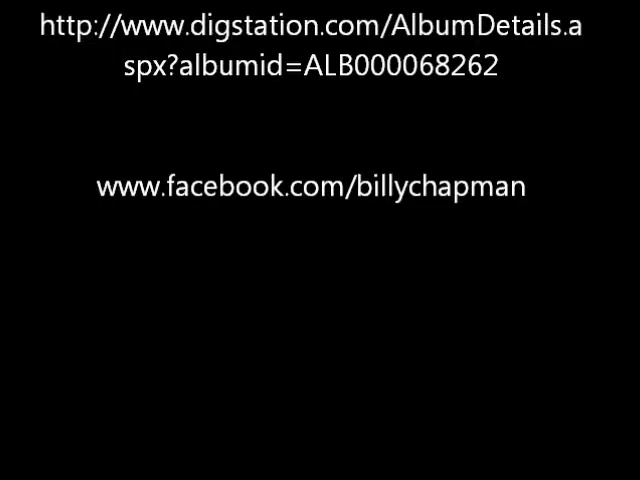 http://www.digstation.com/AlbumDetails.a
spx?albumid=ALB000068262
www.facebook.com/billychapman